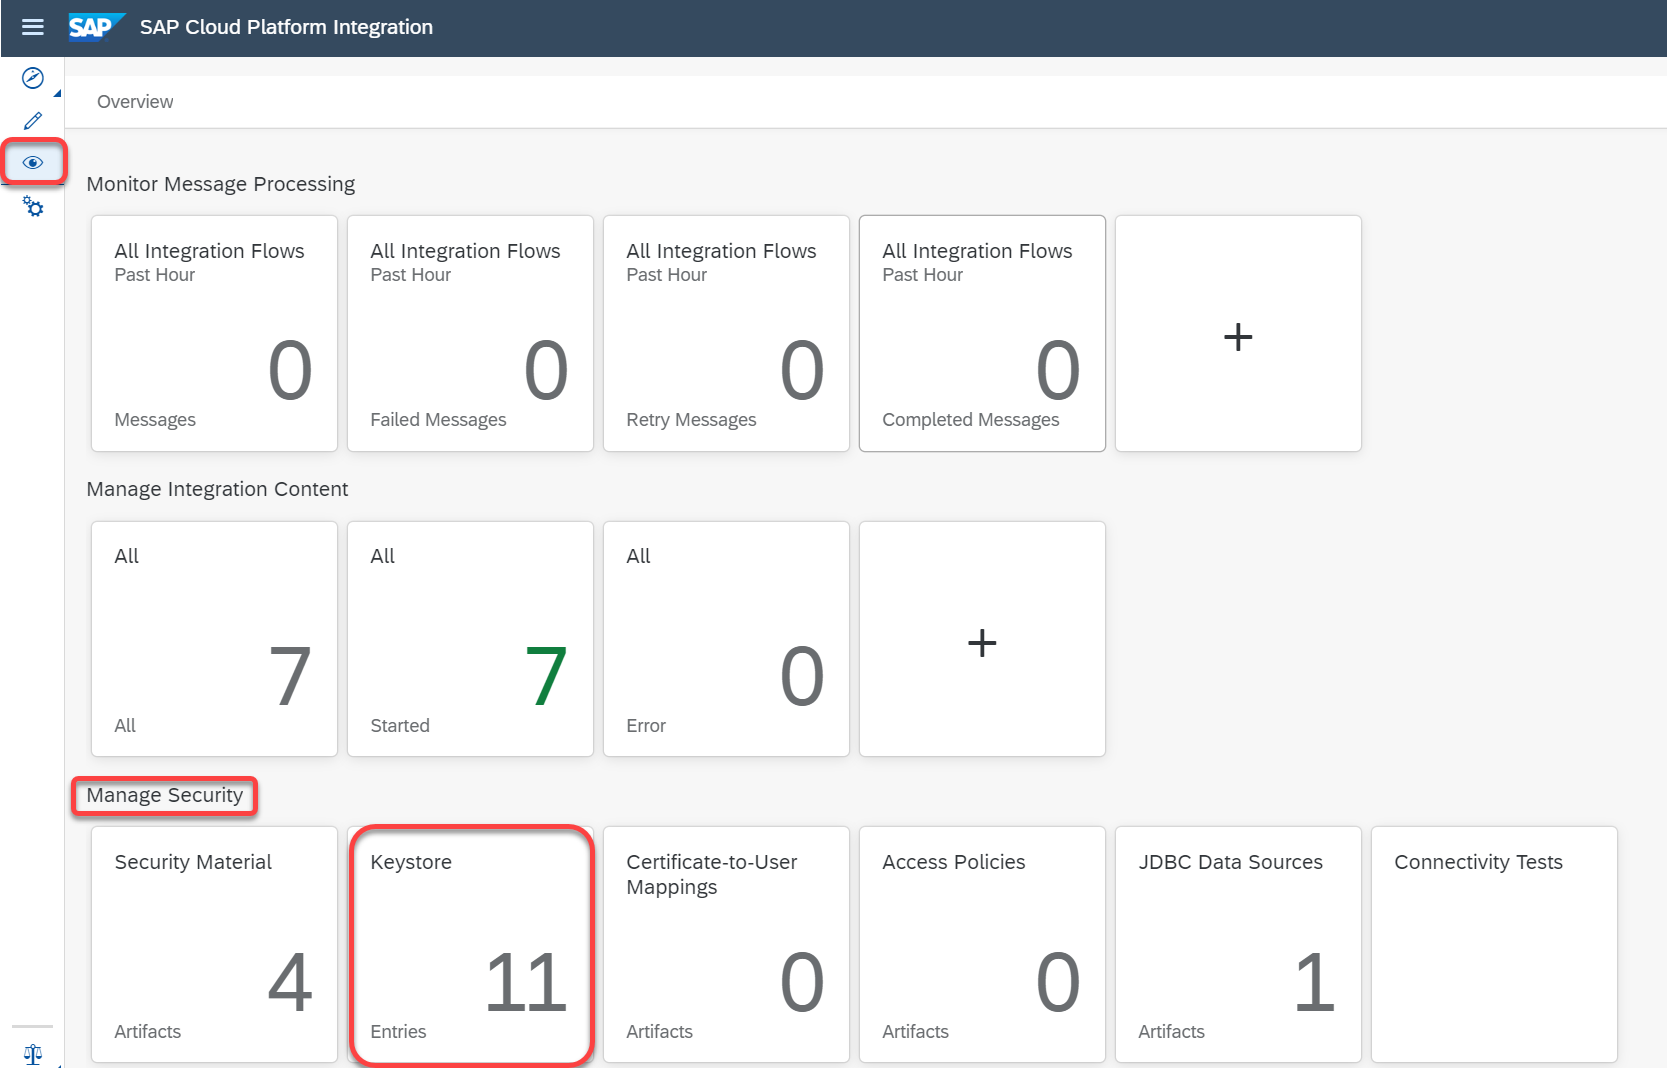 SAP SAP Cloud Platform Integration
Overview
Monitor Message Processing
All Integration Flows
Past Hour
0
Messages
All Integration Flows
Past Hour
0
Failed Messages
All Integration Flows
Past Hour
0
Retry Messages
All Integration Flows
Past Hour
0
Completed Messages
+
Manage Integration Content
All
7
All
All
7
Started
All
0
Error
+
Manage Security
Security Material
4
Artifacts
Keystore
11
Entries
Certificate-to-User
Mappings
0
Artifacts
Access Policies
0
Artifacts
JDBC Data Sources
1
Artifacts
Connectivity Tests